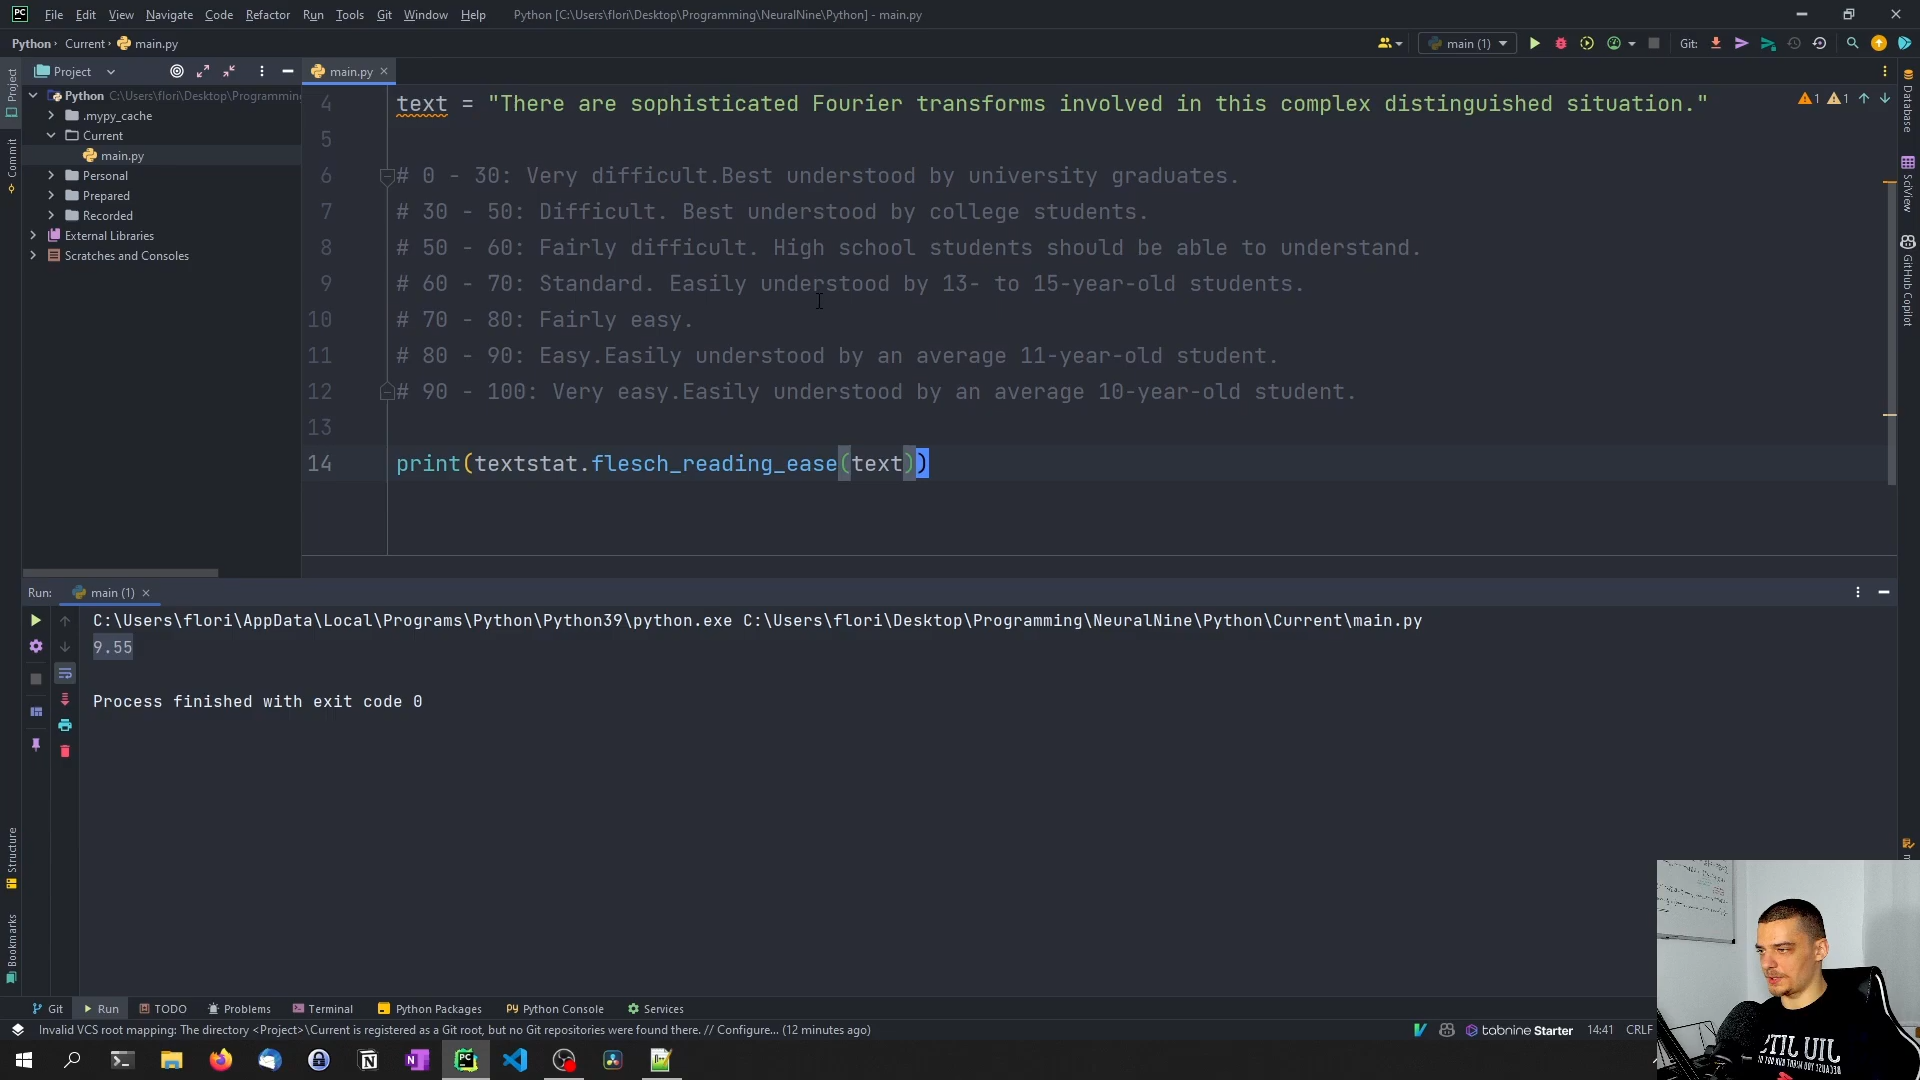 File Edit View Navigate Code Refactor Run Tools Git Window Help Python [C:\Users\flori\Desktop\Programming\NeuralNine\Python] - main.py
Python Current main.py main (1) Git:
Project main.py
Project
Commit
Python C:\Users\flori\Desktop\Programming
.mypy_cache
Current
main.py
Personal
Prepared
Recorded
External Libraries
Scratches and Consoles
4 text = "There are sophisticated Fourier transforms involved in this complex distinguished situation." 1 1
5
6 # 0 - 30: Very difficult.Best understood by university graduates.
7 # 30 - 50: Difficult. Best understood by college students.
8 # 50 - 60: Fairly difficult. High school students should be able to understand.
9 # 60 - 70: Standard. Easily understood by 13- to 15-year-old students.
10 # 70 - 80: Fairly easy.
11 # 80 - 90: Easy.Easily understood by an average 11-year-old student.
12 # 90 - 100: Very easy.Easily understood by an average 10-year-old student.
13
14 print(textstat.flesch_reading_ease(text))
Database
SciView
GitHub Copilot
Run: main (1)
C:\Users\flori\AppData\Local\Programs\Python\Python39\python.exe C:\Users\flori\Desktop\Programming\NeuralNine\Python\Current\main.py
9.55
Process finished with exit code 0
Structure
Bookmarks
Git Run TODO Problems Terminal Python Packages Python Console Services
Invalid VCS root mapping: The directory <Project>\Current is registered as a Git root, but no Git repositories were found there. // Configure... (12 minutes ago) tabnine Starter 14:41 CRLF